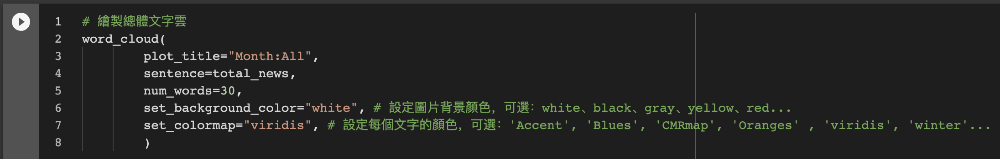 1 # 繪製總體文字雲
2 word_cloud(
3 plot_title="Month:All",
4 sentence=total_news,
5 num_words=30,
6 set_background_color="white", # 設定圖片背景顏色, 可選: white、black、gray、yellow、red...
7 set_colormap="viridis", # 設定每個文字的顏色, 可選: 'Accent', 'Blues', 'CMRmap', 'Oranges' , 'viridis', 'winter'...
8 )